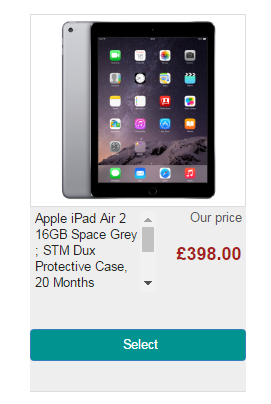 Apple iPad Air 2
16GB Space Grey
; STM Dux
Protective Case,
20 Months
Our price
£398.00
Select